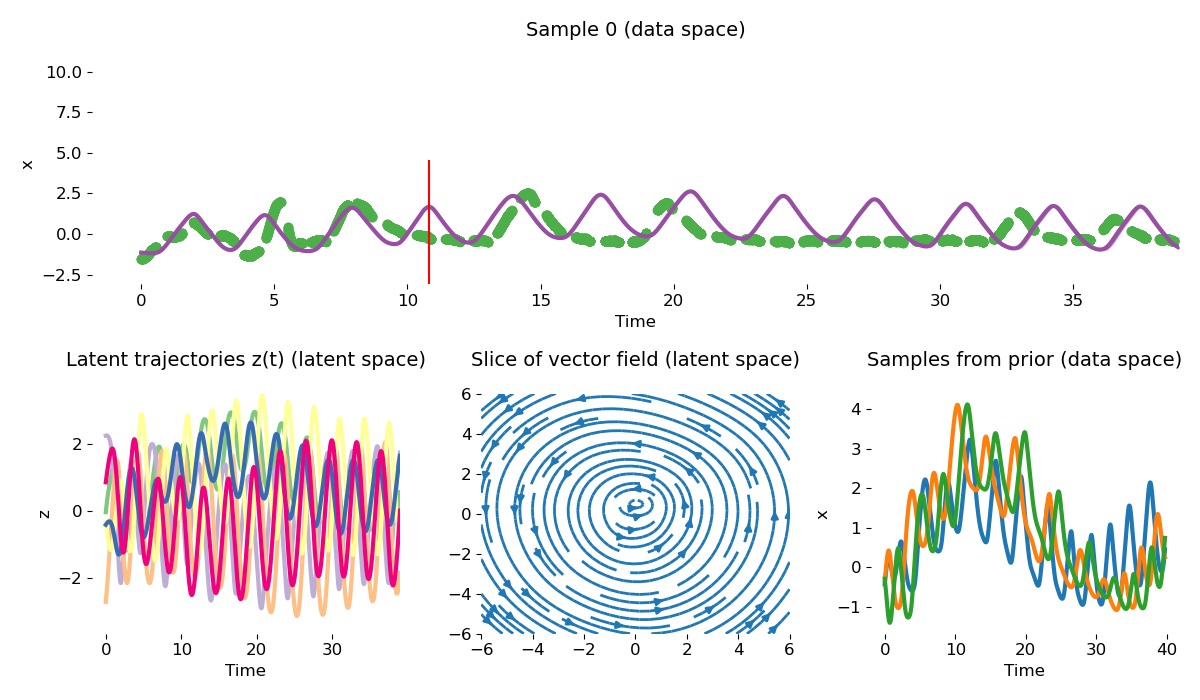 Sample 0 (data space)
10.0
7.5
5.0
2.5
0.0
−2.5
x
0 5 10 15 20 25 30 35
Time
Latent trajectories z(t) (latent space)
2
0
−2
z
0 10 20 30
Time
Slice of vector field (latent space)
6
4
2
0
−2
−4
−6
−6 −4 −2 0 2 4 6
Samples from prior (data space)
4
3
2
1
0
−1
x
0 10 20 30 40
Time